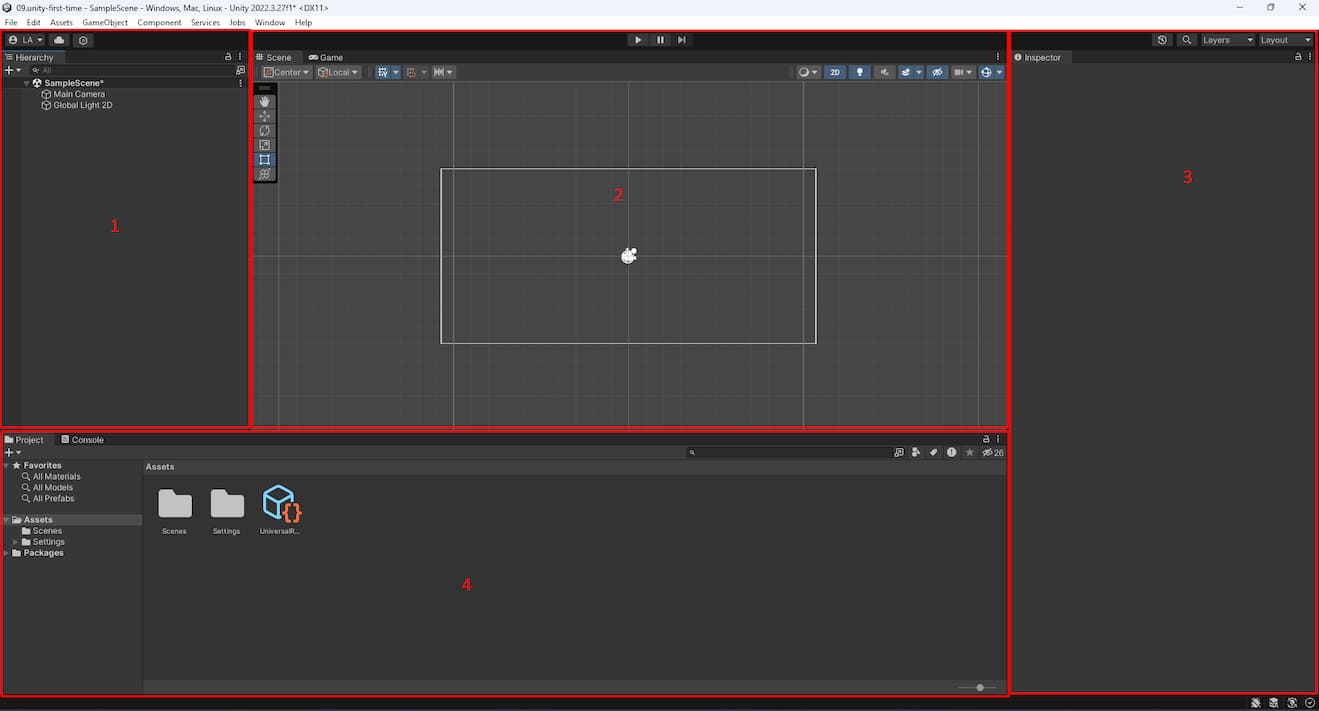 09.unity-first-time - SampleScene - Windows, Mac, Linux - Unity 2022.3.27f1* <DX11>
File Edit Assets GameObject Component Services Jobs Window Help
LA Layers Layout
Hierarchy Scene Game Inspector
All Center Local 2D
SampleScene*
Main Camera
Global Light 2D
1
2
3
Project Console
26
Favorites Assets
All Materials
All Models
All Prefabs
Assets
Scenes
Settings
Packages
Scenes Settings UniversalR...
4